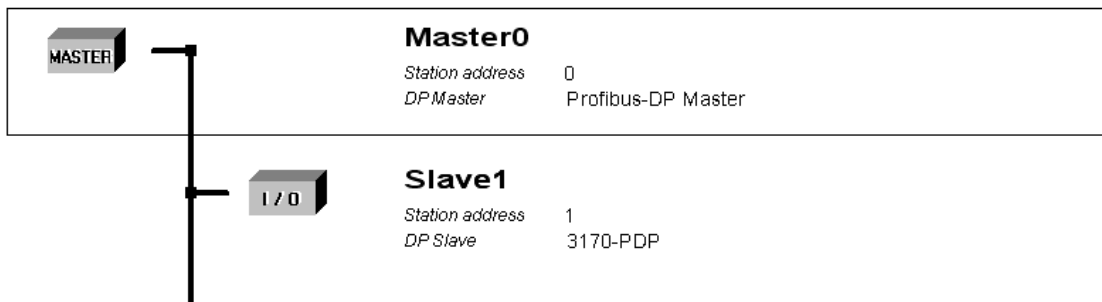 MASTER
Master0
Station address 0
DP Master Profibus-DP Master
I / O
Slave1
Station address 1
DP Slave 3170-PDP